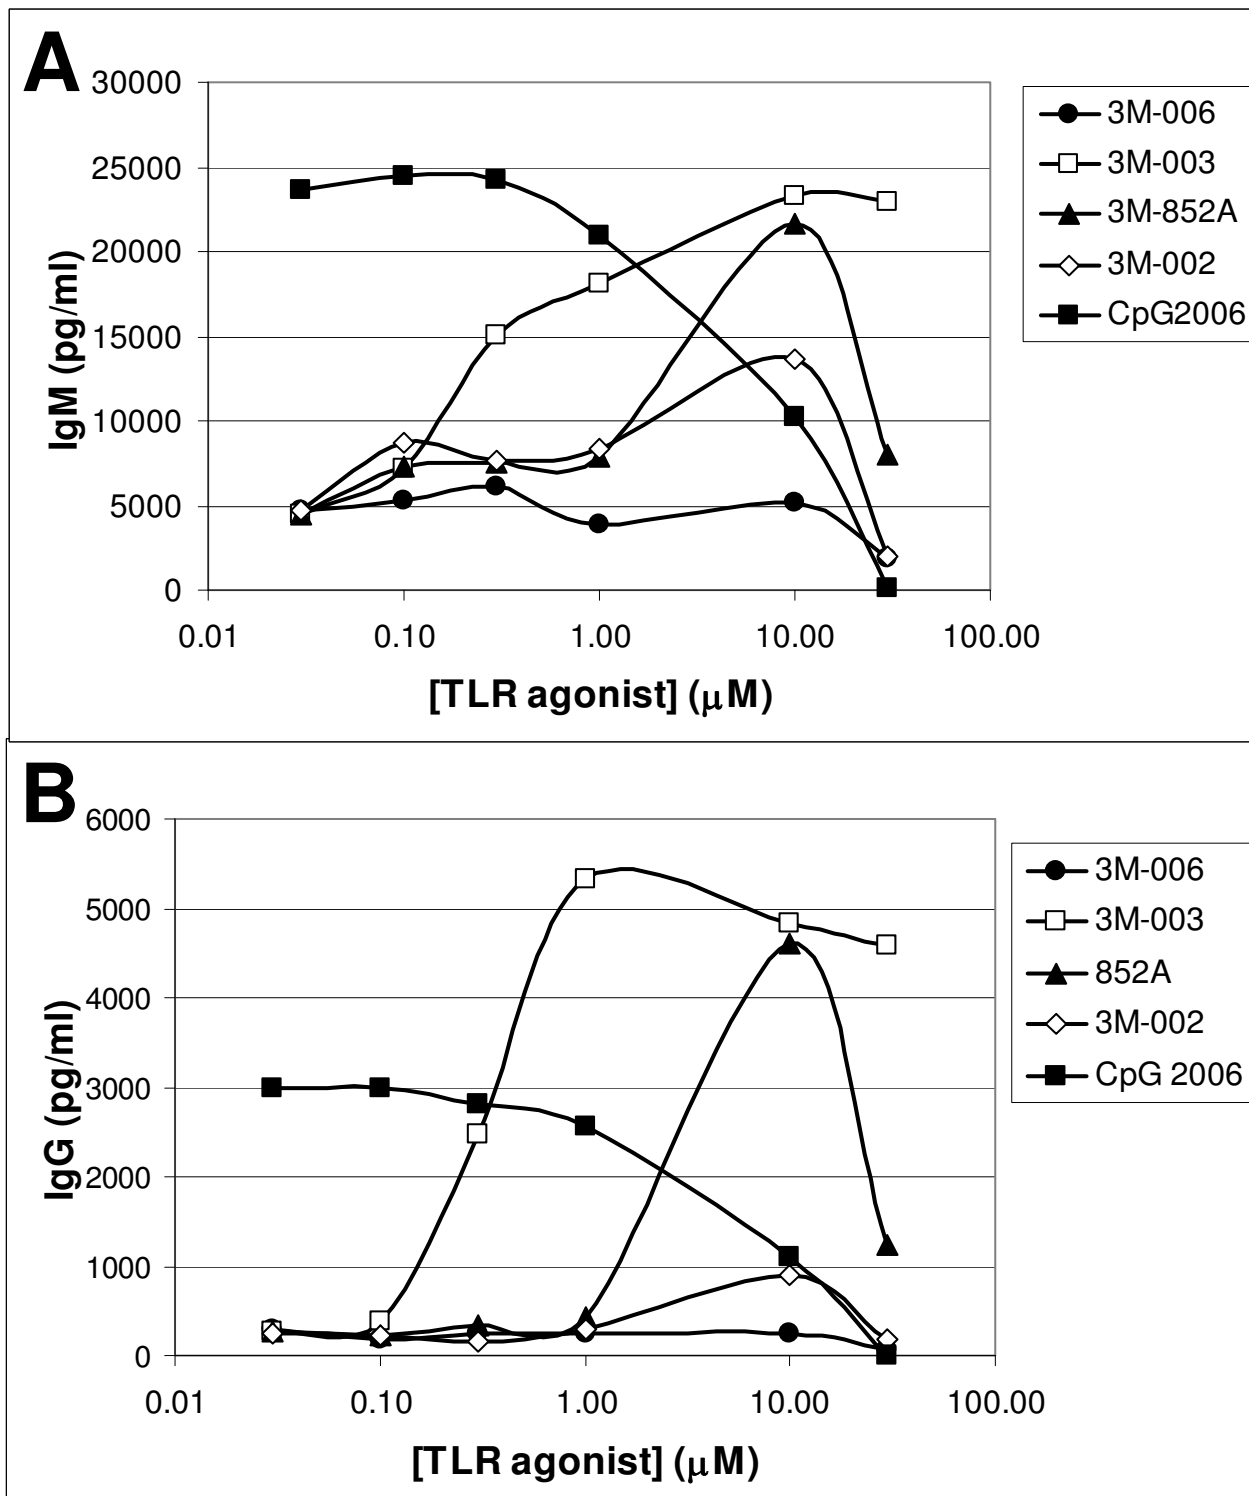 A
30000
25000
20000
15000
10000
5000
0
IgM (pg/ml)
0.01 0.10 1.00 10.00 100.00
[TLR agonist] (μM)
3M-006
3M-003
3M-852A
3M-002
CpG2006
B
6000
5000
4000
3000
2000
1000
0
IgG (pg/ml)
0.01 0.10 1.00 10.00 100.00
[TLR agonist] (μM)
3M-006
3M-003
852A
3M-002
CpG 2006